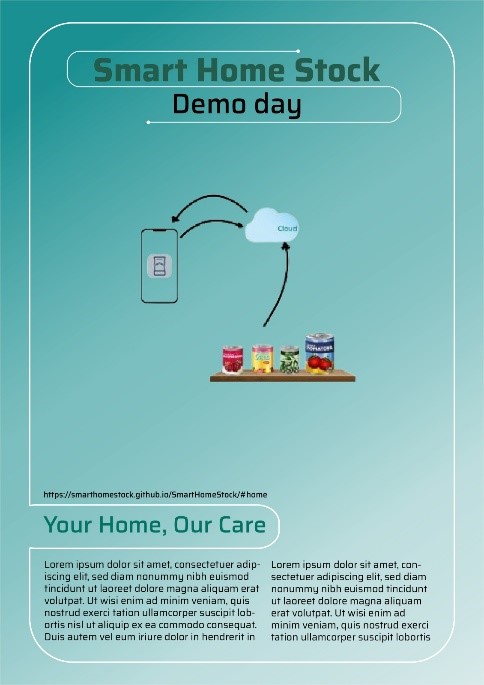 Smart Home Stock
Demo day
Cloud
https://smarthomestock.github.io/SmartHomeStock/#home
Your Home, Our Care
Lorem ipsum dolor sit amet, consectetuer adip-
iscing elit, sed diam nonummy nibh euismod
tincidunt ut laoreet dolore magna aliquam erat
volutpat. Ut wisi enim ad minim veniam, quis
nostrud exerci tation ullamcorper suscipit lob-
ortis nisl ut aliquip ex ea commodo consequat.
Duis autem vel eum iriure dolor in hendrerit in
Lorem ipsum dolor sit amet, con-
sectetuer adipiscing elit, sed diam
nonummy nibh euismod tincidunt
ut laoreet dolore magna aliquam
erat volutpat. Ut wisi enim ad
minim veniam, quis nostrud exerci
tation ullamcorper suscipit lobortis